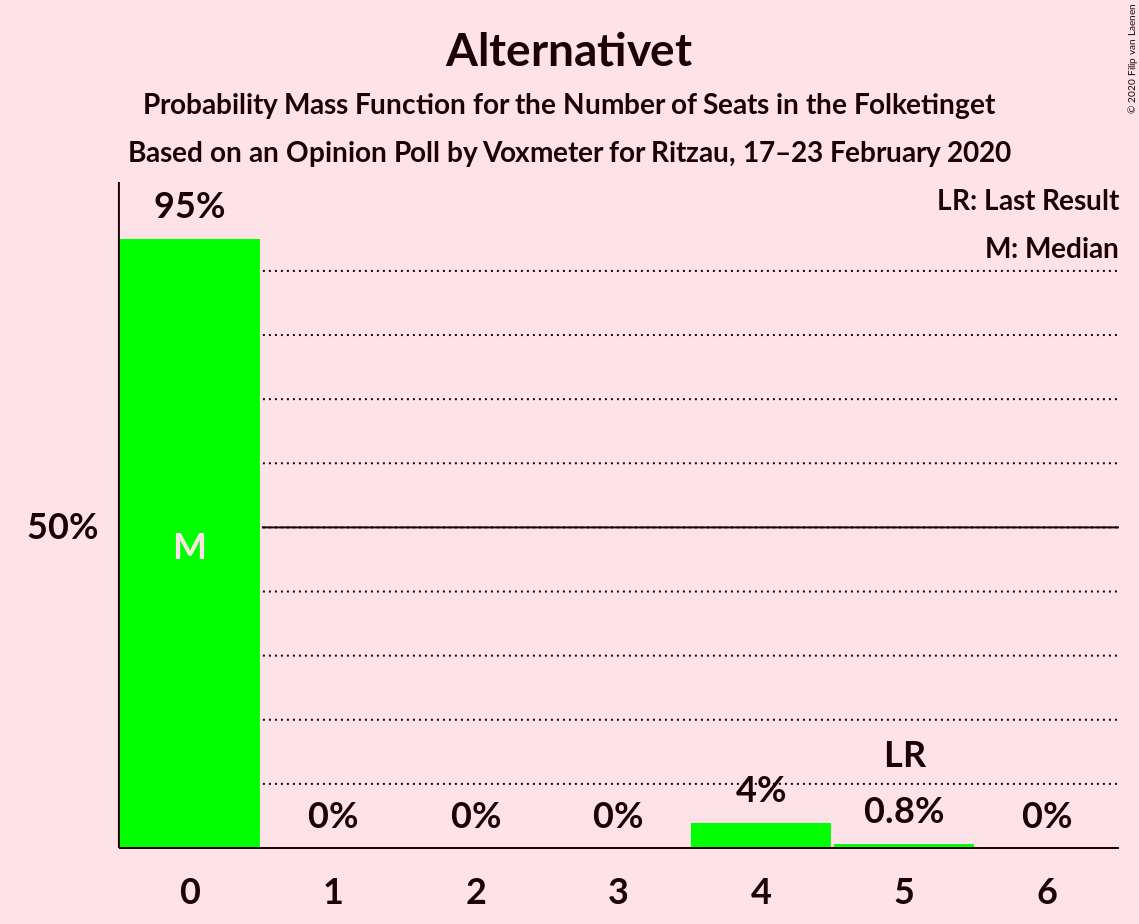 Alternativet
Probability Mass Function for the Number of Seats in the Folketinget
Based on an Opinion Poll by Voxmeter for Ritzau, 17–23 February 2020
© 2020 Filip van Laenen
LR: Last Result
M: Median
95%
50%
M
0%
0%
0%
4%
LR
0.8%
0%
0 1 2 3 4 5 6